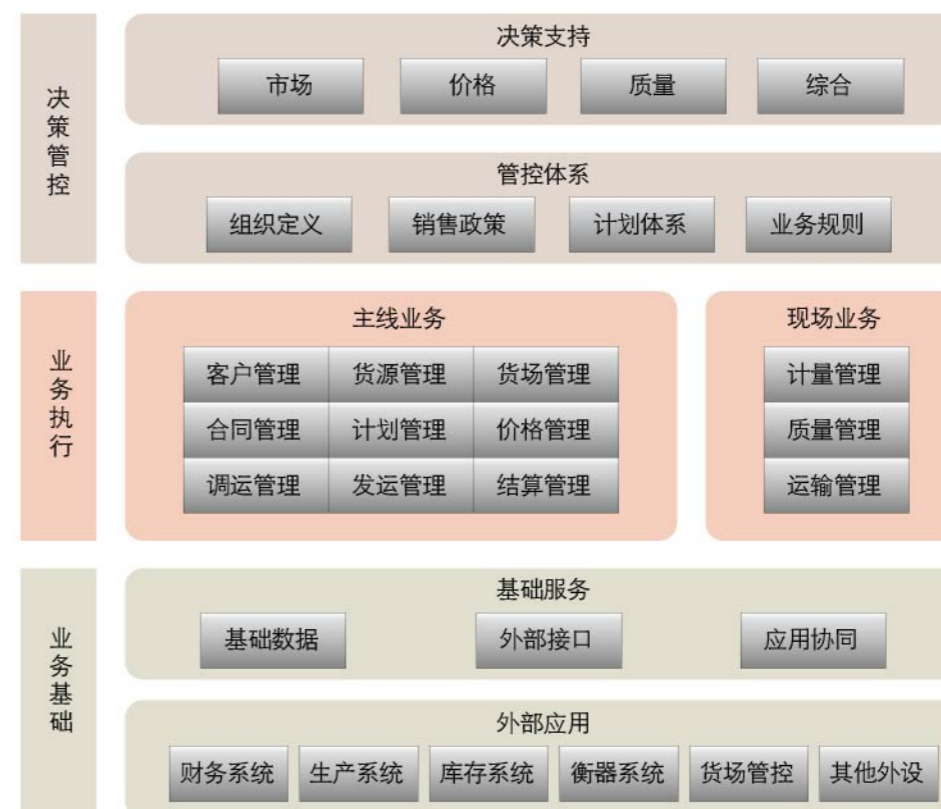 决策管控
决策支持
市场 价格 质量 综合
管控体系
组织定义 销售政策 计划体系 业务规则
业务执行
主线业务
客户管理 货源管理 货场管理
合同管理 计划管理 价格管理
调运管理 发运管理 结算管理
现场业务
计量管理
质量管理
运输管理
业务基础
基础服务
基础数据 外部接口 应用协同
外部应用
财务系统 生产系统 库存系统 衡器系统 货场管控 其他外设